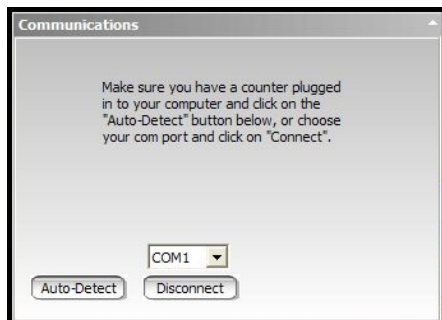 Communications
Make sure you have a counter plugged
in to your computer and click on the
"Auto-Detect" button below, or choose
your com port and click on "Connect".
COM1
Auto-Detect Disconnect